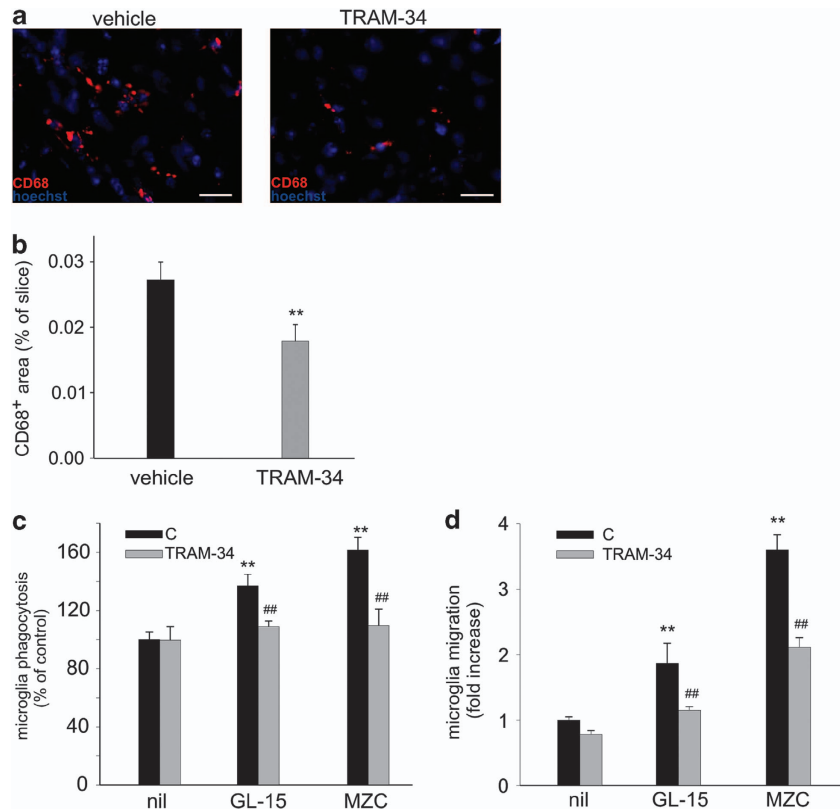 a
vehicle
TRAM-34
CD68
hoechst
CD68
hoechst
b
CD68+ area (% of slice)
0.03
0.02
0.01
0.00
**
vehicle
TRAM-34
c
microglia phagocytosis
(% of control)
160
120
80
40
0
C
TRAM-34
**
##
**
##
nil
GL-15
MZC
d
microglia migration
(fold increase)
4
3
2
1
0
C
TRAM-34
**
##
**
##
nil
GL-15
MZC